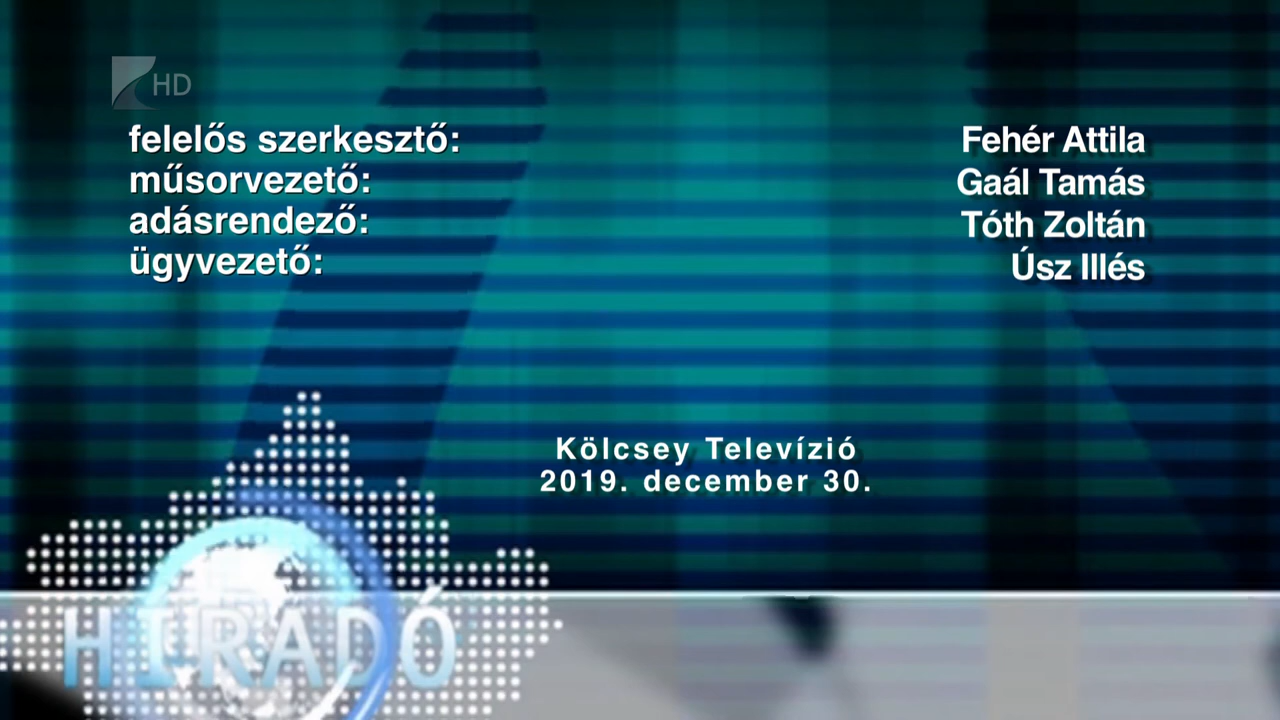 HD
felelős szerkesztő: Fehér Attila
műsorvezető: Gaál Tamás
adásrendező: Tóth Zoltán
ügyvezető: Úsz Illés
Kölcsey Televízió
2019. december 30.
HÍRADÓ